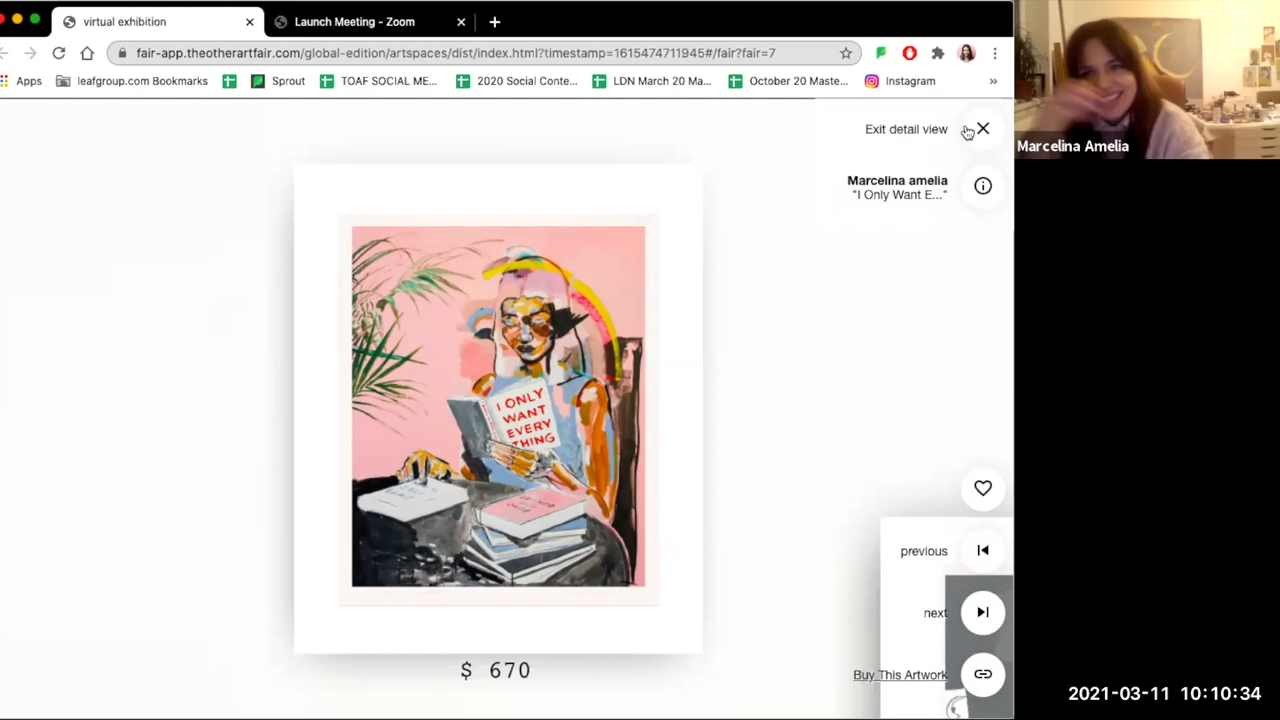 virtual exhibition
Launch Meeting - Zoom
fair-app.theotherartfair.com/global-edition/artspaces/dist/index.html?timestamp=1615474711945#/fair?fair=7
Apps
leafgroup.com Bookmarks
Sprout
TOAF SOCIAL ME...
2020 Social Conte...
LDN March 20 Ma...
October 20 Maste...
Instagram
»
Exit detail view
Marcelina Amelia
Marcelina amelia
"I Only Want E..."
I ONLY
WANT
EVERY
THING
previous
next
$ 670
Buy This Artwork
2021-03-11 10:10:34